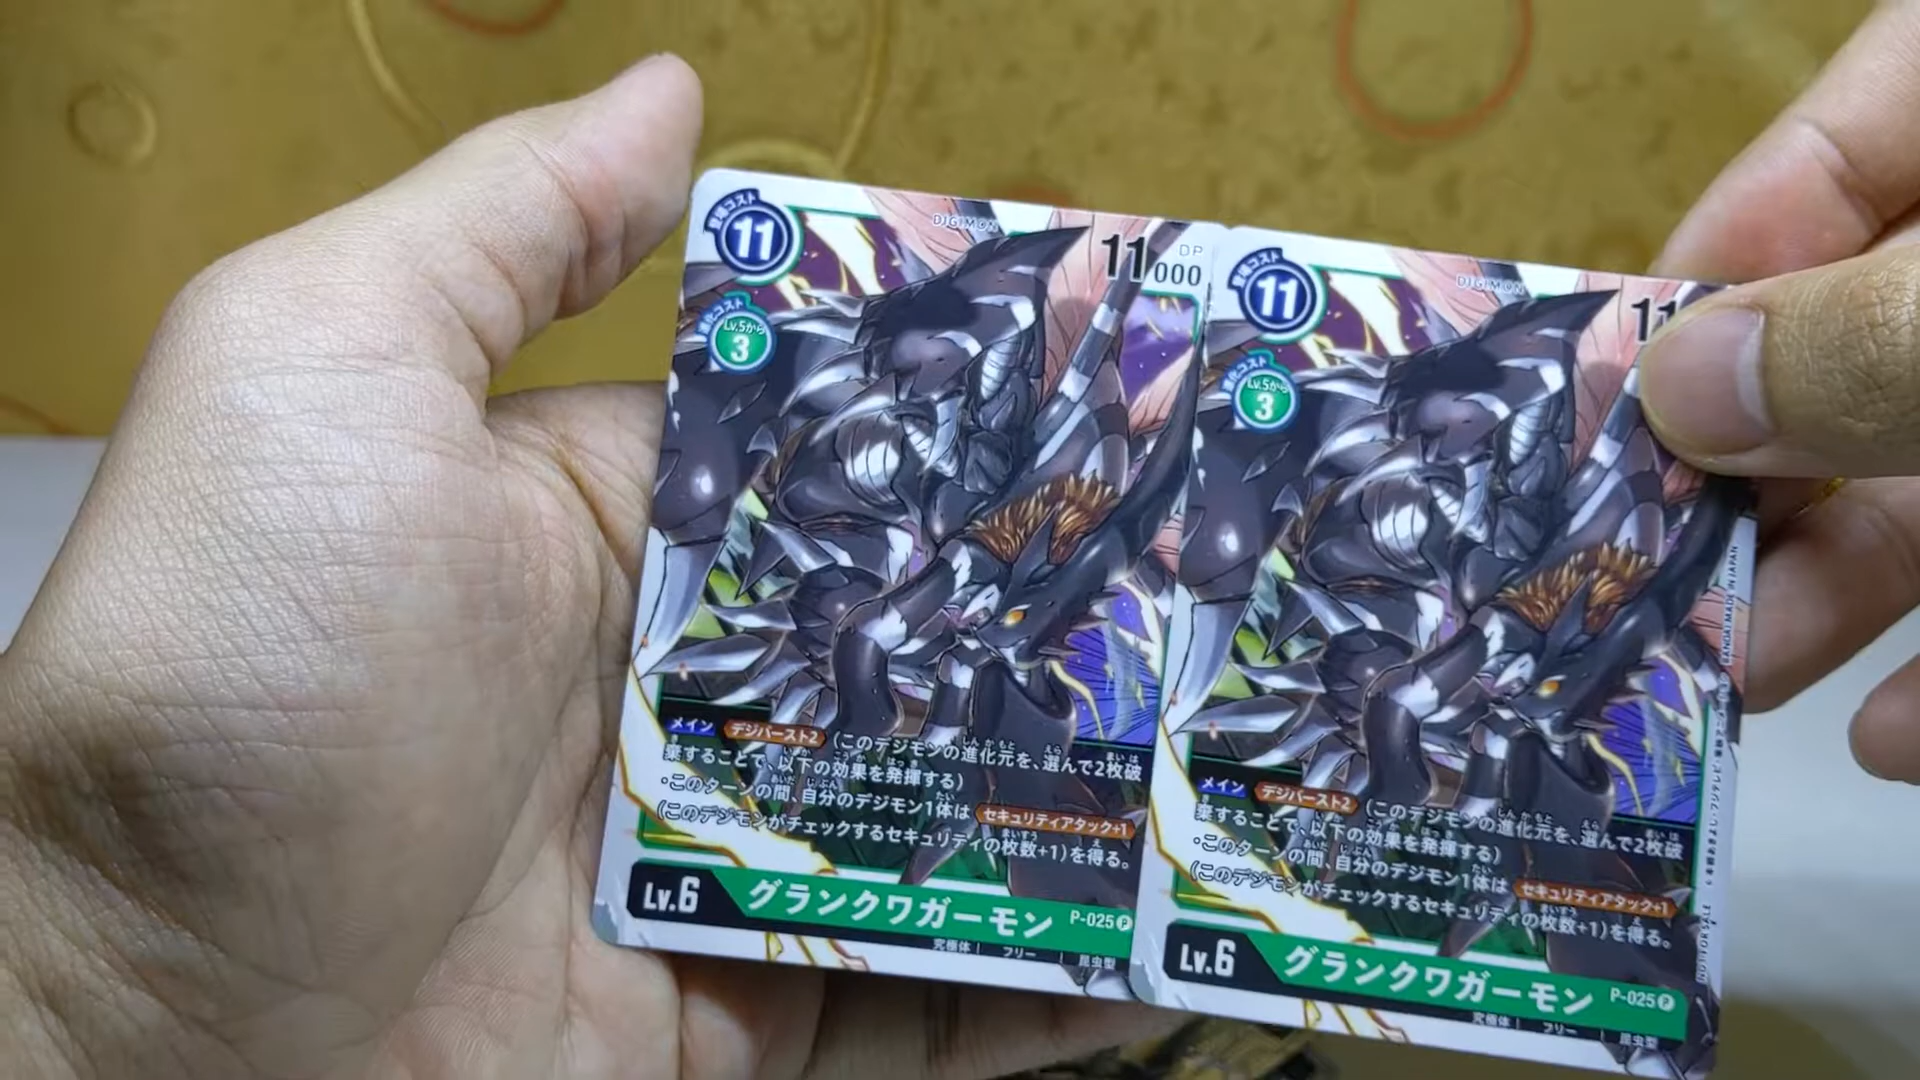 登場コスト
11
DIGIMON
11000
DP
進化コスト
Lv.5から
3
メイン デジバースト2 (このデジモンの進化元を、選んで2枚破
棄することで、以下の効果を発揮する)
・このターンの間、自分のデジモン1体は セキュリティアタック+1
(このデジモンがチェックするセキュリティの枚数+1)を得る。
Lv.6 グランクワガーモン P-025 P
究極体 | フリー | 昆虫型
登場コスト
11
DIGIMON
11
進化コスト
Lv.5から
3
メイン デジバースト2 (このデジモンの進化元を、選んで2枚破
棄することで、以下の効果を発揮する)
・このターンの間、自分のデジモン1体は セキュリティアタック+1
(このデジモンがチェックするセキュリティの枚数+1)を得る。
Lv.6 グランクワガーモン P-025 P
究極体 | フリー | 昆虫型
NOT FOR SALE
BANDAI MADE IN JAPAN